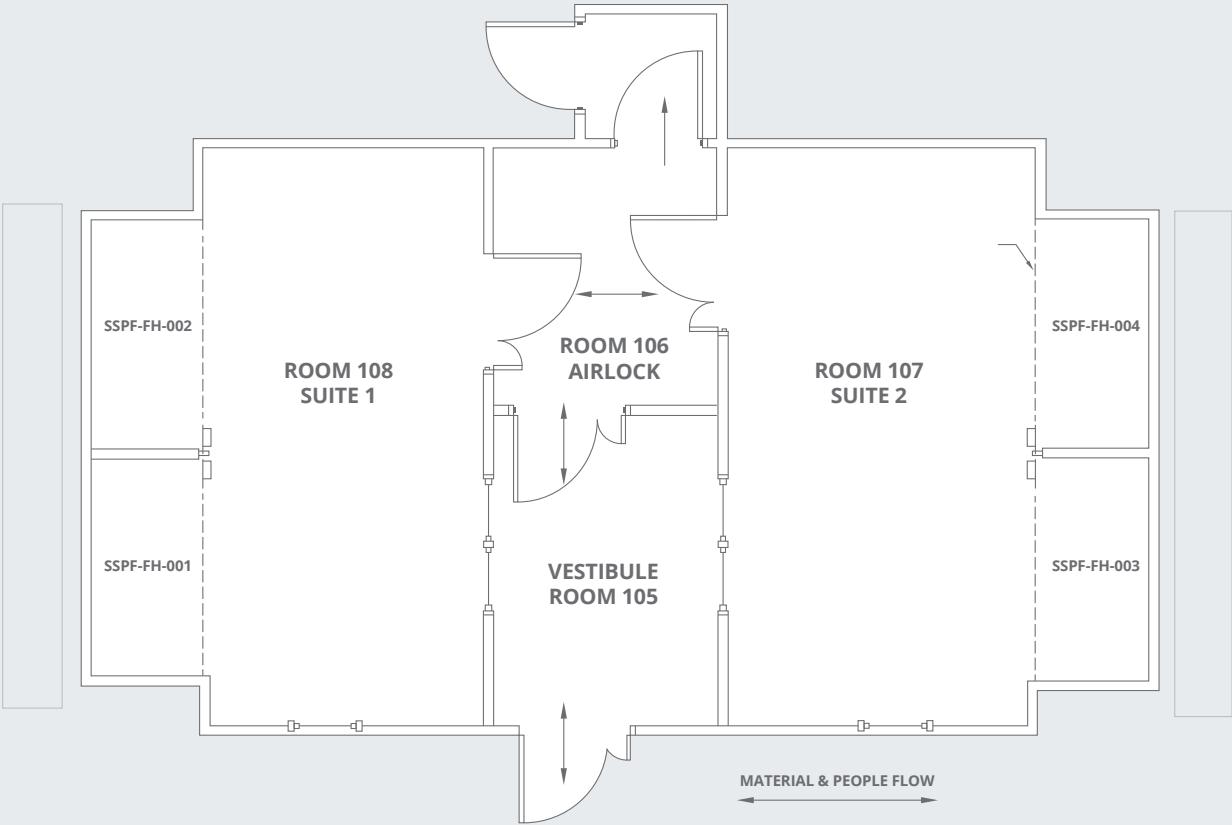 SSPF-FH-002
ROOM 108
SUITE 1
ROOM 106
AIRLOCK
ROOM 107
SUITE 2
SSPF-FH-004
SSPF-FH-001
VESTIBULE
ROOM 105
SSPF-FH-003
MATERIAL & PEOPLE FLOW